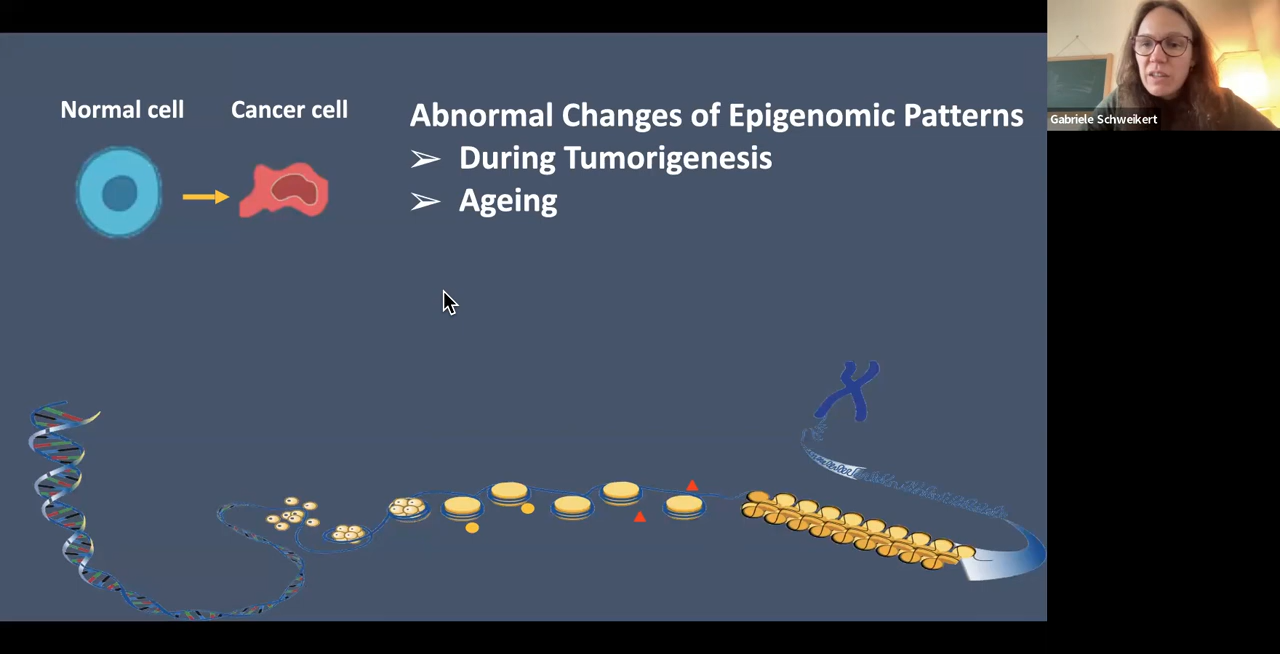 Normal cell
Cancer cell
Abnormal Changes of Epigenomic Patterns
➢ During Tumorigenesis
➢ Ageing
Gabriele Schweikert